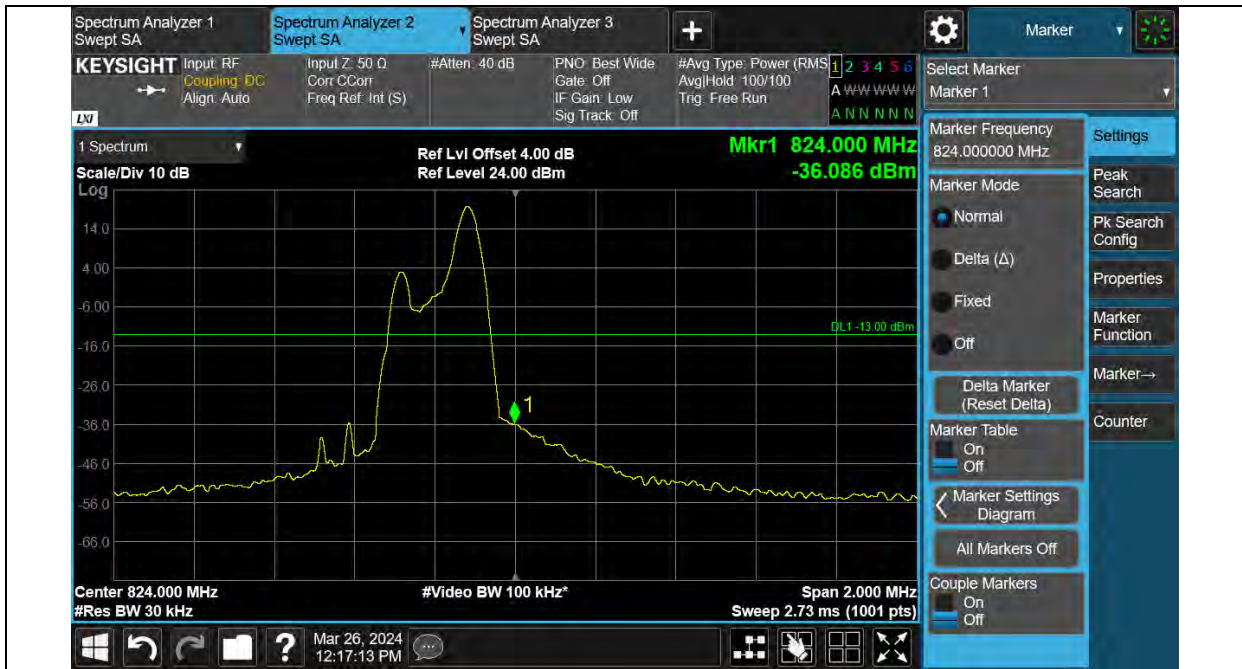 Spectrum Analyzer 1
Swept SA
Spectrum Analyzer 2
Swept SA
Spectrum Analyzer 3
Swept SA
+
Marker
KEYSIGHT
LXI
Input: RF
Coupling: DC
Align: Auto
Input Z: 50 Ω
Corr CCorr
Freq Ref: Int (S)
#Atten: 40 dB
PNO: Best Wide
Gate: Off
IF Gain: Low
Sig Track: Off
#Avg Type: Power (RMS
Avg|Hold: 100/100
Trig: Free Run
1 2 3 4 5 6
A W W W W W
A N N N N N
Select Marker
Marker 1
1 Spectrum
Scale/Div 10 dB
Log
Ref Lvl Offset 4.00 dB
Ref Level 24.00 dBm
Mkr1 824.000 MHz
-36.086 dBm
14.0
4.00
-6.00
-16.0
-26.0
-36.0
-46.0
-56.0
-66.0
DL1 -13.00 dBm
1
Center 824.000 MHz
#Res BW 30 kHz
#Video BW 100 kHz*
Span 2.000 MHz
Sweep 2.73 ms (1001 pts)
Marker Frequency
824.000000 MHz
Marker Mode
Normal
Delta (Δ)
Fixed
Off
Delta Marker
(Reset Delta)
Marker Table
On
Off
Marker Settings
Diagram
All Markers Off
Couple Markers
On
Off
Settings
Peak
Search
Pk Search
Config
Properties
Marker
Function
Marker→
Counter
?
Mar 26, 2024
12:17:13 PM